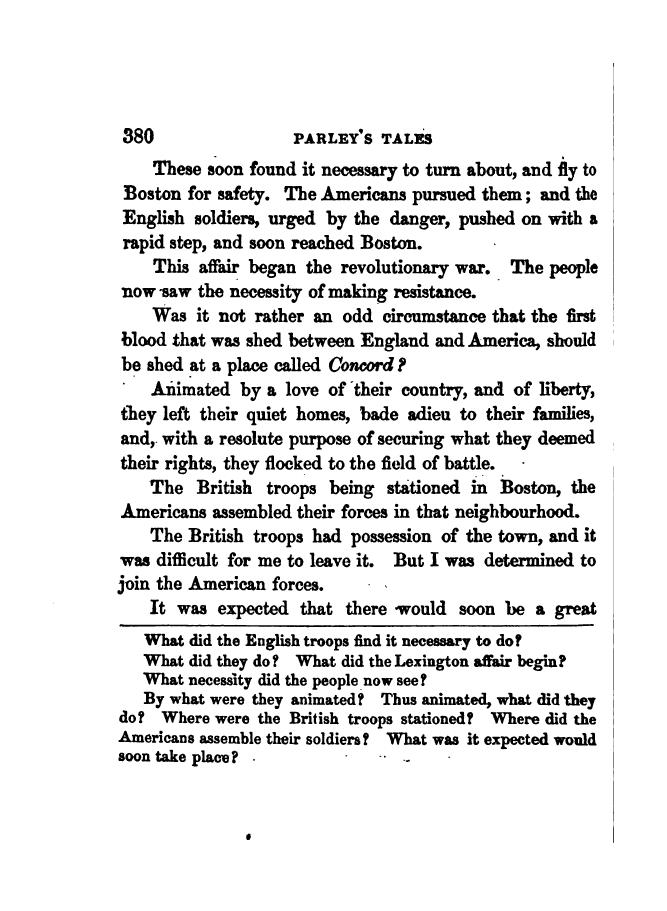 380 PARLEY'S TALES
These soon found it necessary to turn about, and fly to
Boston for safety. The Americans pursued them; and the
English soldiers, urged by the danger, pushed on with a
rapid step, and soon reached Boston.
This affair began the revolutionary war. The people
now saw the necessity of making resistance.
Was it not rather an odd circumstance that the first
blood that was shed between England and America, should
be shed at a place called Concord?
Animated by a love of their country, and of liberty,
they left their quiet homes, bade adieu to their families,
and, with a resolute purpose of securing what they deemed
their rights, they flocked to the field of battle.
The British troops being stationed in Boston, the
Americans assembled their forces in that neighbourhood.
The British troops had possession of the town, and it
was difficult for me to leave it. But I was determined to
join the American forces.
It was expected that there would soon be a great
What did the English troops find it necessary to do?
What did they do? What did the Lexington affair begin?
What necessity did the people now see?
By what were they animated? Thus animated, what did they
do? Where were the British troops stationed? Where did the
Americans assemble their soldiers? What was it expected would
soon take place?